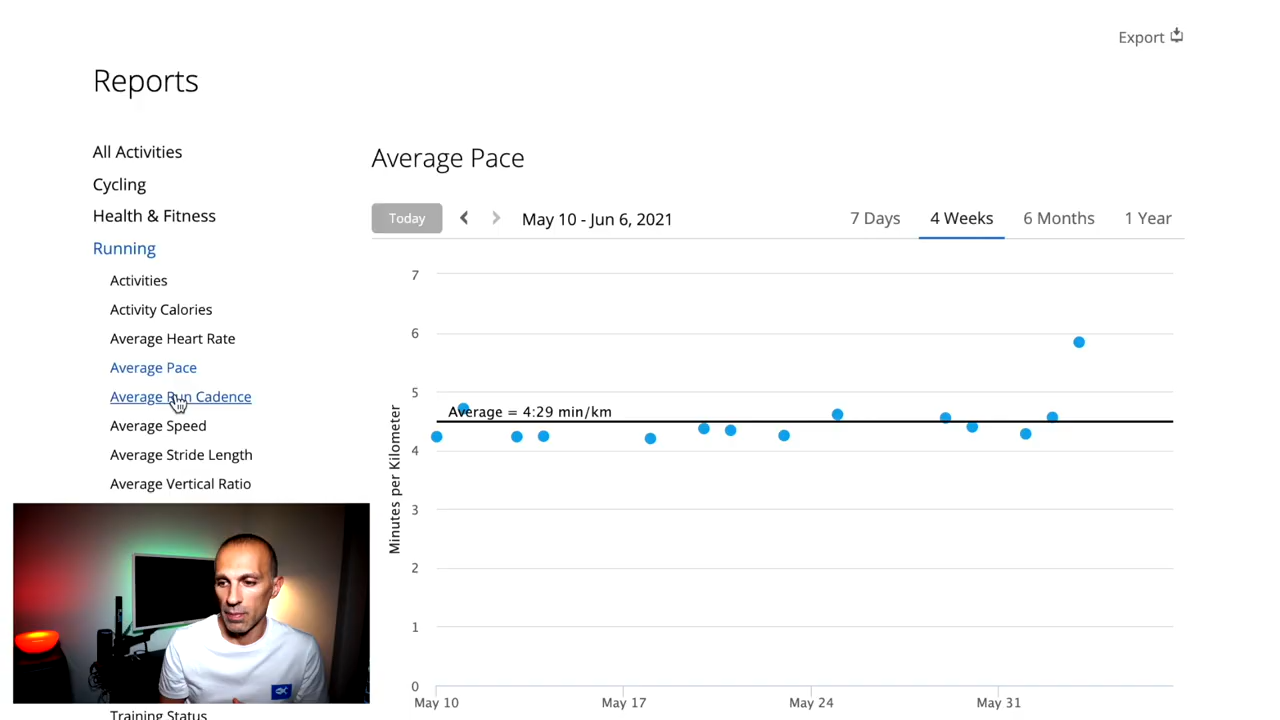 Export
Reports
All Activities
Cycling
Health & Fitness
Running
Activities
Activity Calories
Average Heart Rate
Average Pace
Average Run Cadence
Average Speed
Average Stride Length
Average Vertical Ratio
Training Status
Average Pace
Today
May 10 - Jun 6, 2021
7 Days
4 Weeks
6 Months
1 Year
7
6
5
4
3
2
1
0
Minutes per Kilometer
Average = 4:29 min/km
May 10
May 17
May 24
May 31